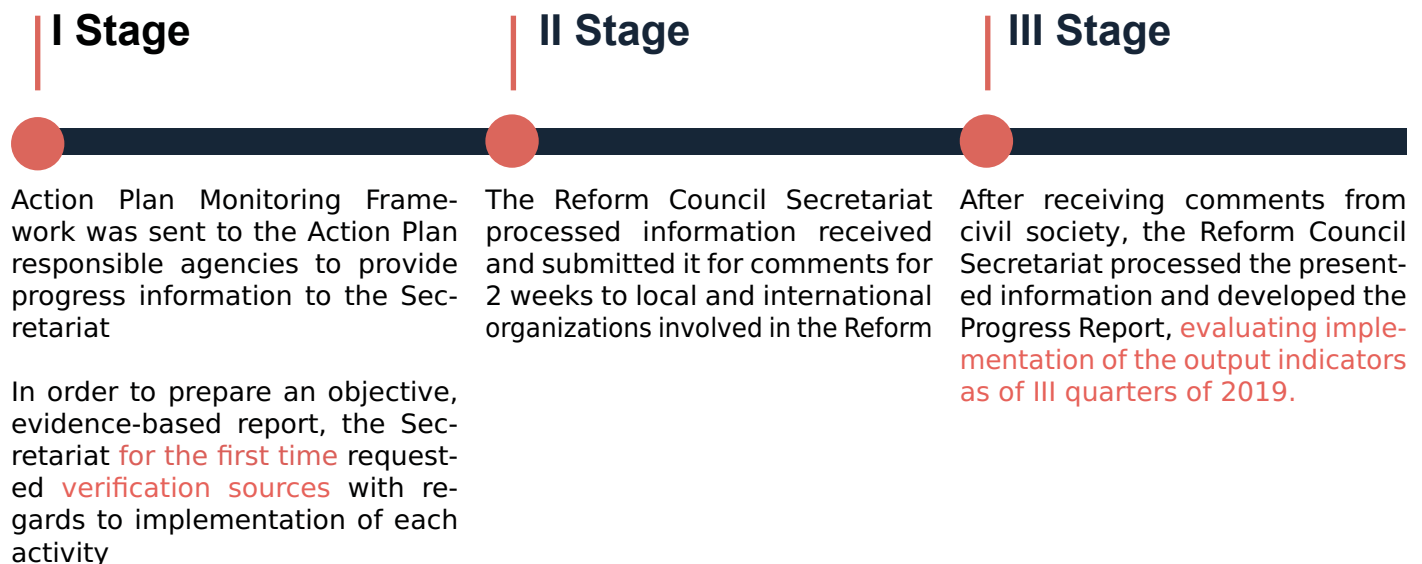 I Stage
Action Plan Monitoring Frame-
work was sent to the Action Plan
responsible agencies to provide
progress information to the Sec-
retariat
In order to prepare an objective,
evidence-based report, the Sec-
retariat for the first time request-
ed verification sources with re-
gards to implementation of each
activity
II Stage
The Reform Council Secretariat
processed information received
and submitted it for comments for
2 weeks to local and international
organizations involved in the Reform
III Stage
After receiving comments from
civil society, the Reform Council
Secretariat processed the present-
ed information and developed the
Progress Report, evaluating imple-
mentation of the output indicators
as of III quarters of 2019.